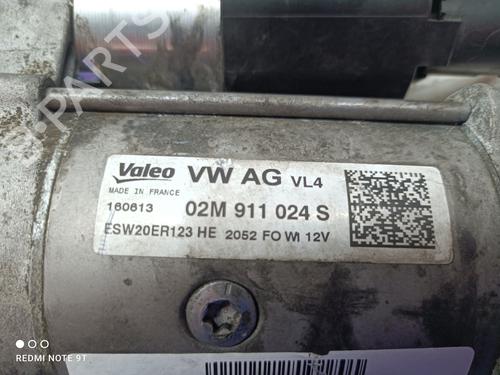 Valeo VW AG VL4
MADE IN FRANCE
160613 02M 911 024 S
ESW20ER123 HE 2052 FO WI 12V
REDMI NOTE 9T